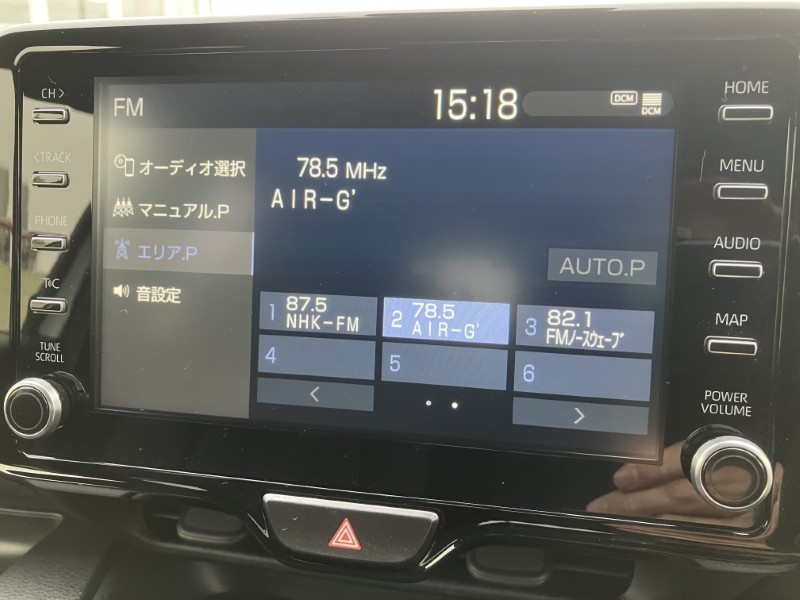 CH >
< TRACK
PHONE
TUNE
SCROLL
FM
15:18
DCM
DCM
オーディオ選択
マニュアル.P
エリア.P
音設定
78.5 MHz
AIR-G'
AUTO.P
1 87.5
NHK-FM
2 78.5
AIR-G'
3 82.1
FMノースウェーブ
4
5
6
<
>
HOME
MENU
AUDIO
MAP
POWER
VOLUME